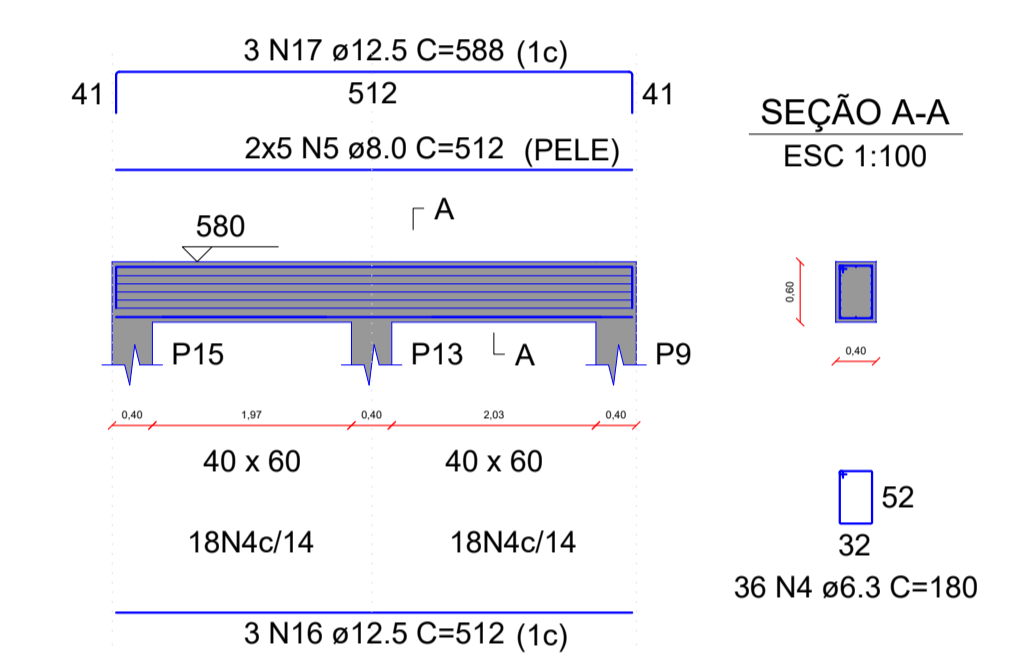 3 N17 ø12.5 C=588 (1c)
41
512
41
2x5 N5 ø8.0 C=512 (PELE)
SEÇÃO A-A
ESC 1:100
A
580
0,60
P15
P13
A
P9
0,40
0,40
1,97
0,40
2,03
0,40
40 x 60
40 x 60
52
32
18N4c/14
18N4c/14
36 N4 ø6.3 C=180
3 N16 ø12.5 C=512 (1c)